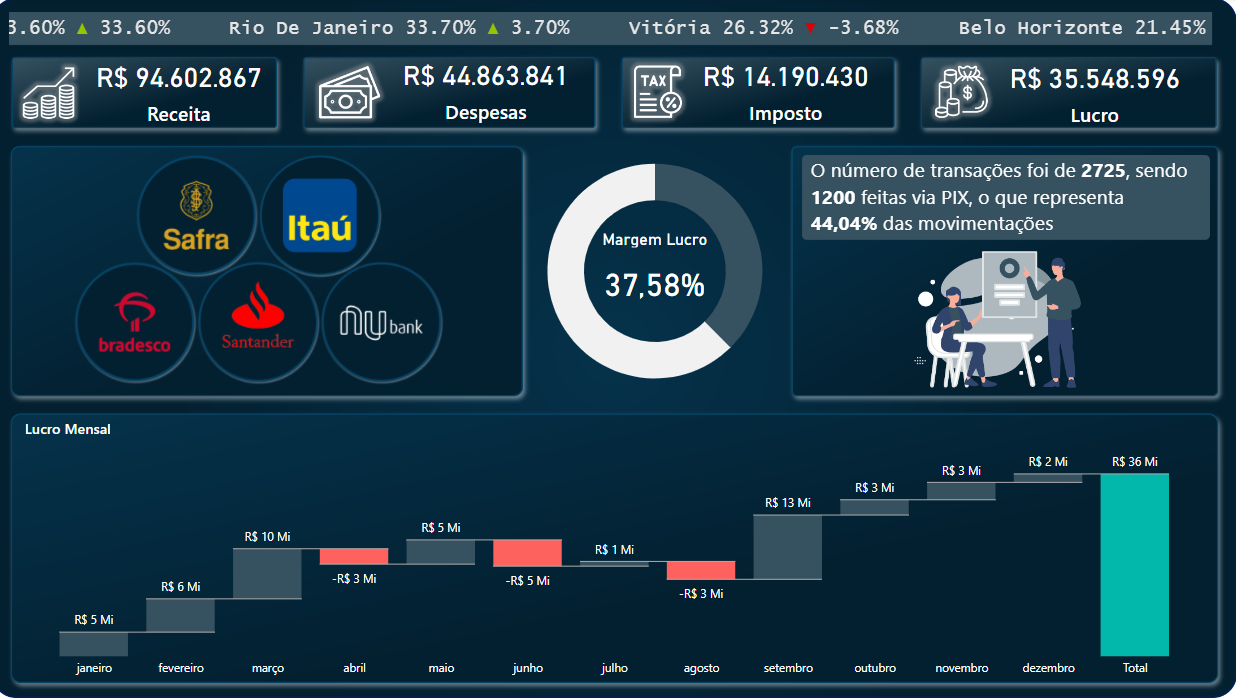 3.60% ▲ 33.60% Rio De Janeiro 33.70% ▲ 3.70% Vitória 26.32% ▼ -3.68% Belo Horizonte 21.45%
R$ 94.602.867
Receita
R$ 44.863.841
Despesas
TAX
%
R$ 14.190.430
Imposto
$
R$ 35.548.596
Lucro
Safra
Itaú
bradesco
Santander
nu bank
Margem Lucro
37,58%
O número de transações foi de 2725, sendo
1200 feitas via PIX, o que representa
44,04% das movimentações
Lucro Mensal
R$ 5 Mi
R$ 6 Mi
R$ 10 Mi
-R$ 3 Mi
R$ 5 Mi
-R$ 5 Mi
R$ 1 Mi
-R$ 3 Mi
R$ 13 Mi
R$ 3 Mi
R$ 3 Mi
R$ 2 Mi
R$ 36 Mi
janeiro fevereiro março abril maio junho julho agosto setembro outubro novembro dezembro Total